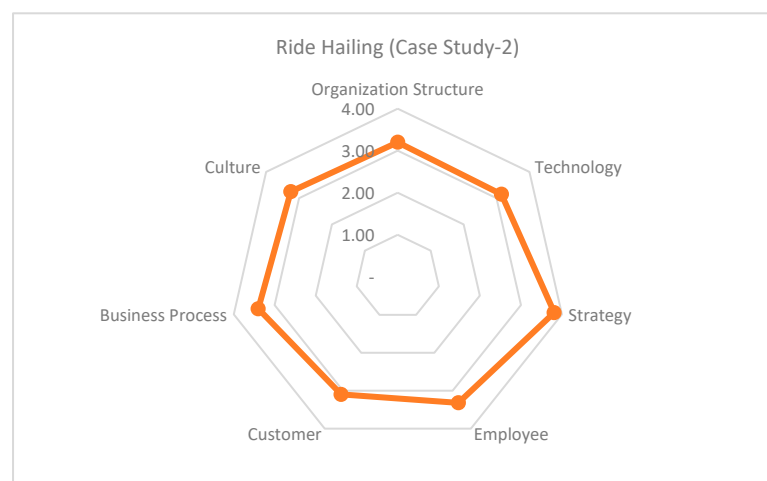 Ride Hailing (Case Study-2)
Organization Structure
4.00
3.00
2.00
1.00
-
Technology
Strategy
Employee
Customer
Business Process
Culture